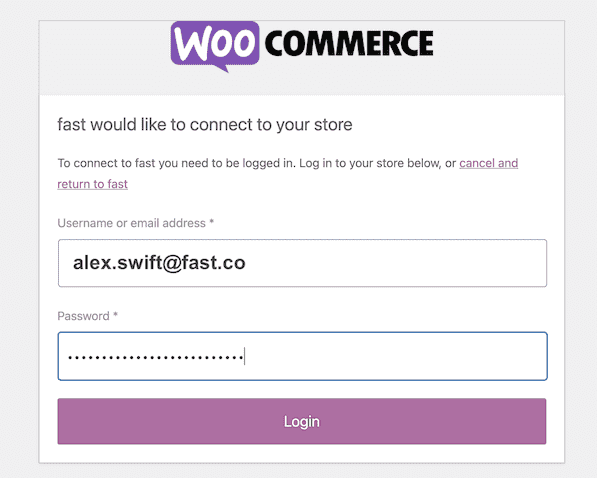 WOO COMMERCE
fast would like to connect to your store
To connect to fast you need to be logged in. Log in to your store below, or cancel and
return to fast
Username or email address *
alex.swift@fast.co
Password *
••••••••••••••••••••••••••
Login